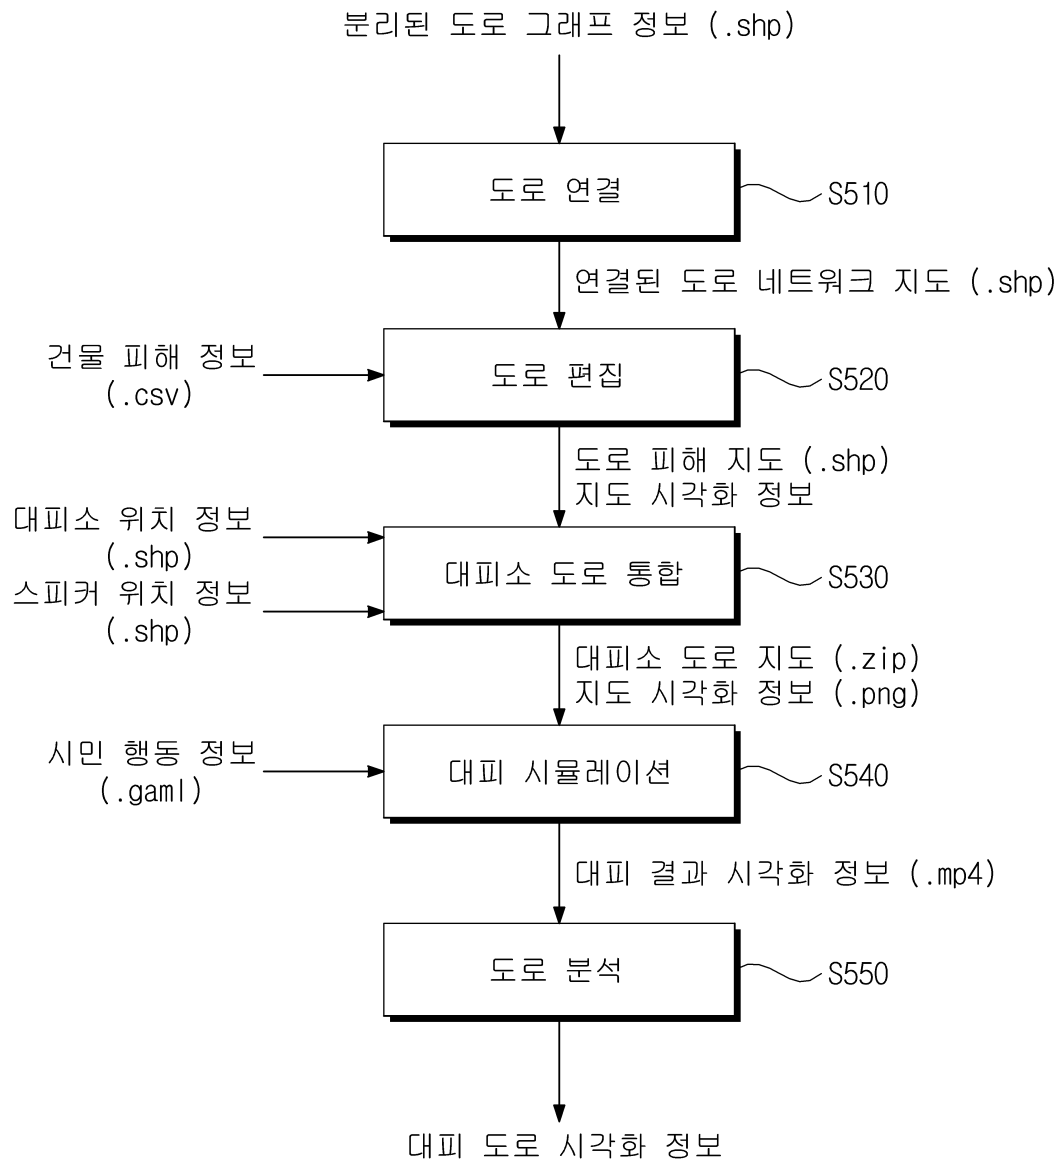 분리된 도로 그래프 정보 (.shp)
도로 연결
S510
연결된 도로 네트워크 지도 (.shp)
건물 피해 정보
(.csv)
도로 편집
S520
도로 피해 지도 (.shp)
지도 시각화 정보
대피소 위치 정보
(.shp)
스피커 위치 정보
(.shp)
대피소 도로 통합
S530
대피소 도로 지도 (.zip)
지도 시각화 정보 (.png)
시민 행동 정보
(.gaml)
대피 시뮬레이션
S540
대피 결과 시각화 정보 (.mp4)
도로 분석
S550
대피 도로 시각화 정보